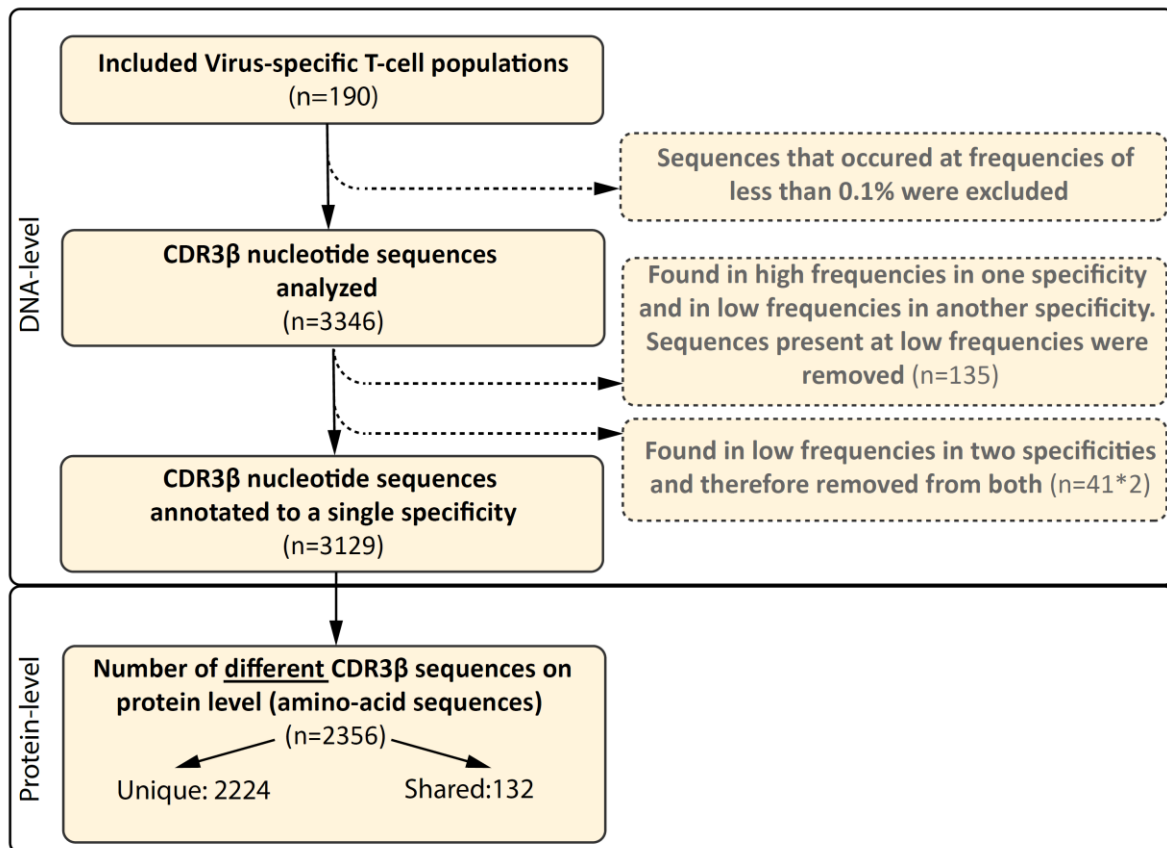 DNA-level
Included Virus-specific T-cell populations
(n=190)
Sequences that occured at frequencies of
less than 0.1% were excluded
CDR3β nucleotide sequences
analyzed
(n=3346)
Found in high frequencies in one specificity
and in low frequencies in another specificity.
Sequences present at low frequencies were
removed (n=135)
Found in low frequencies in two specificities
and therefore removed from both (n=41*2)
CDR3β nucleotide sequences
annotated to a single specificity
(n=3129)
Protein-level
Number of different CDR3β sequences on
protein level (amino-acid sequences)
(n=2356)
Unique: 2224
Shared:132